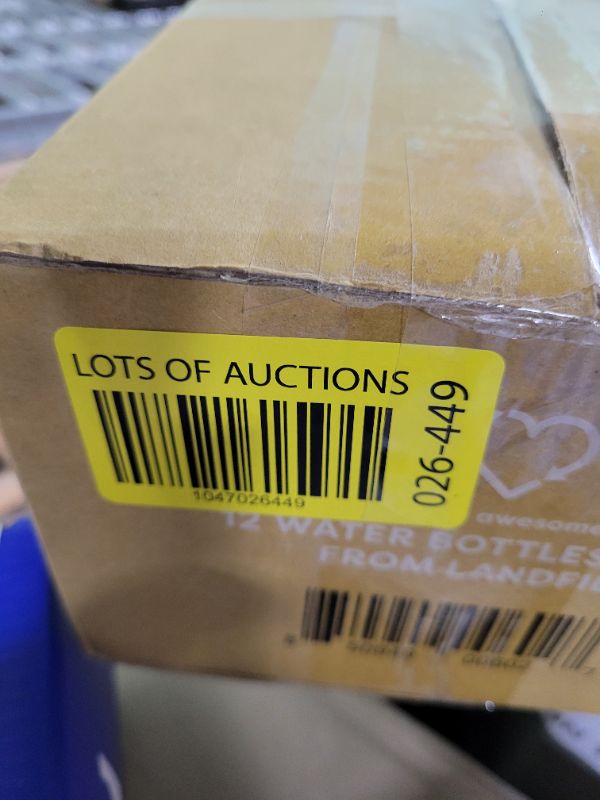 LOTS OF AUCTIONS
026-449
1047026449
awesome
12 WATER BOTTLES
FROM LANDFI